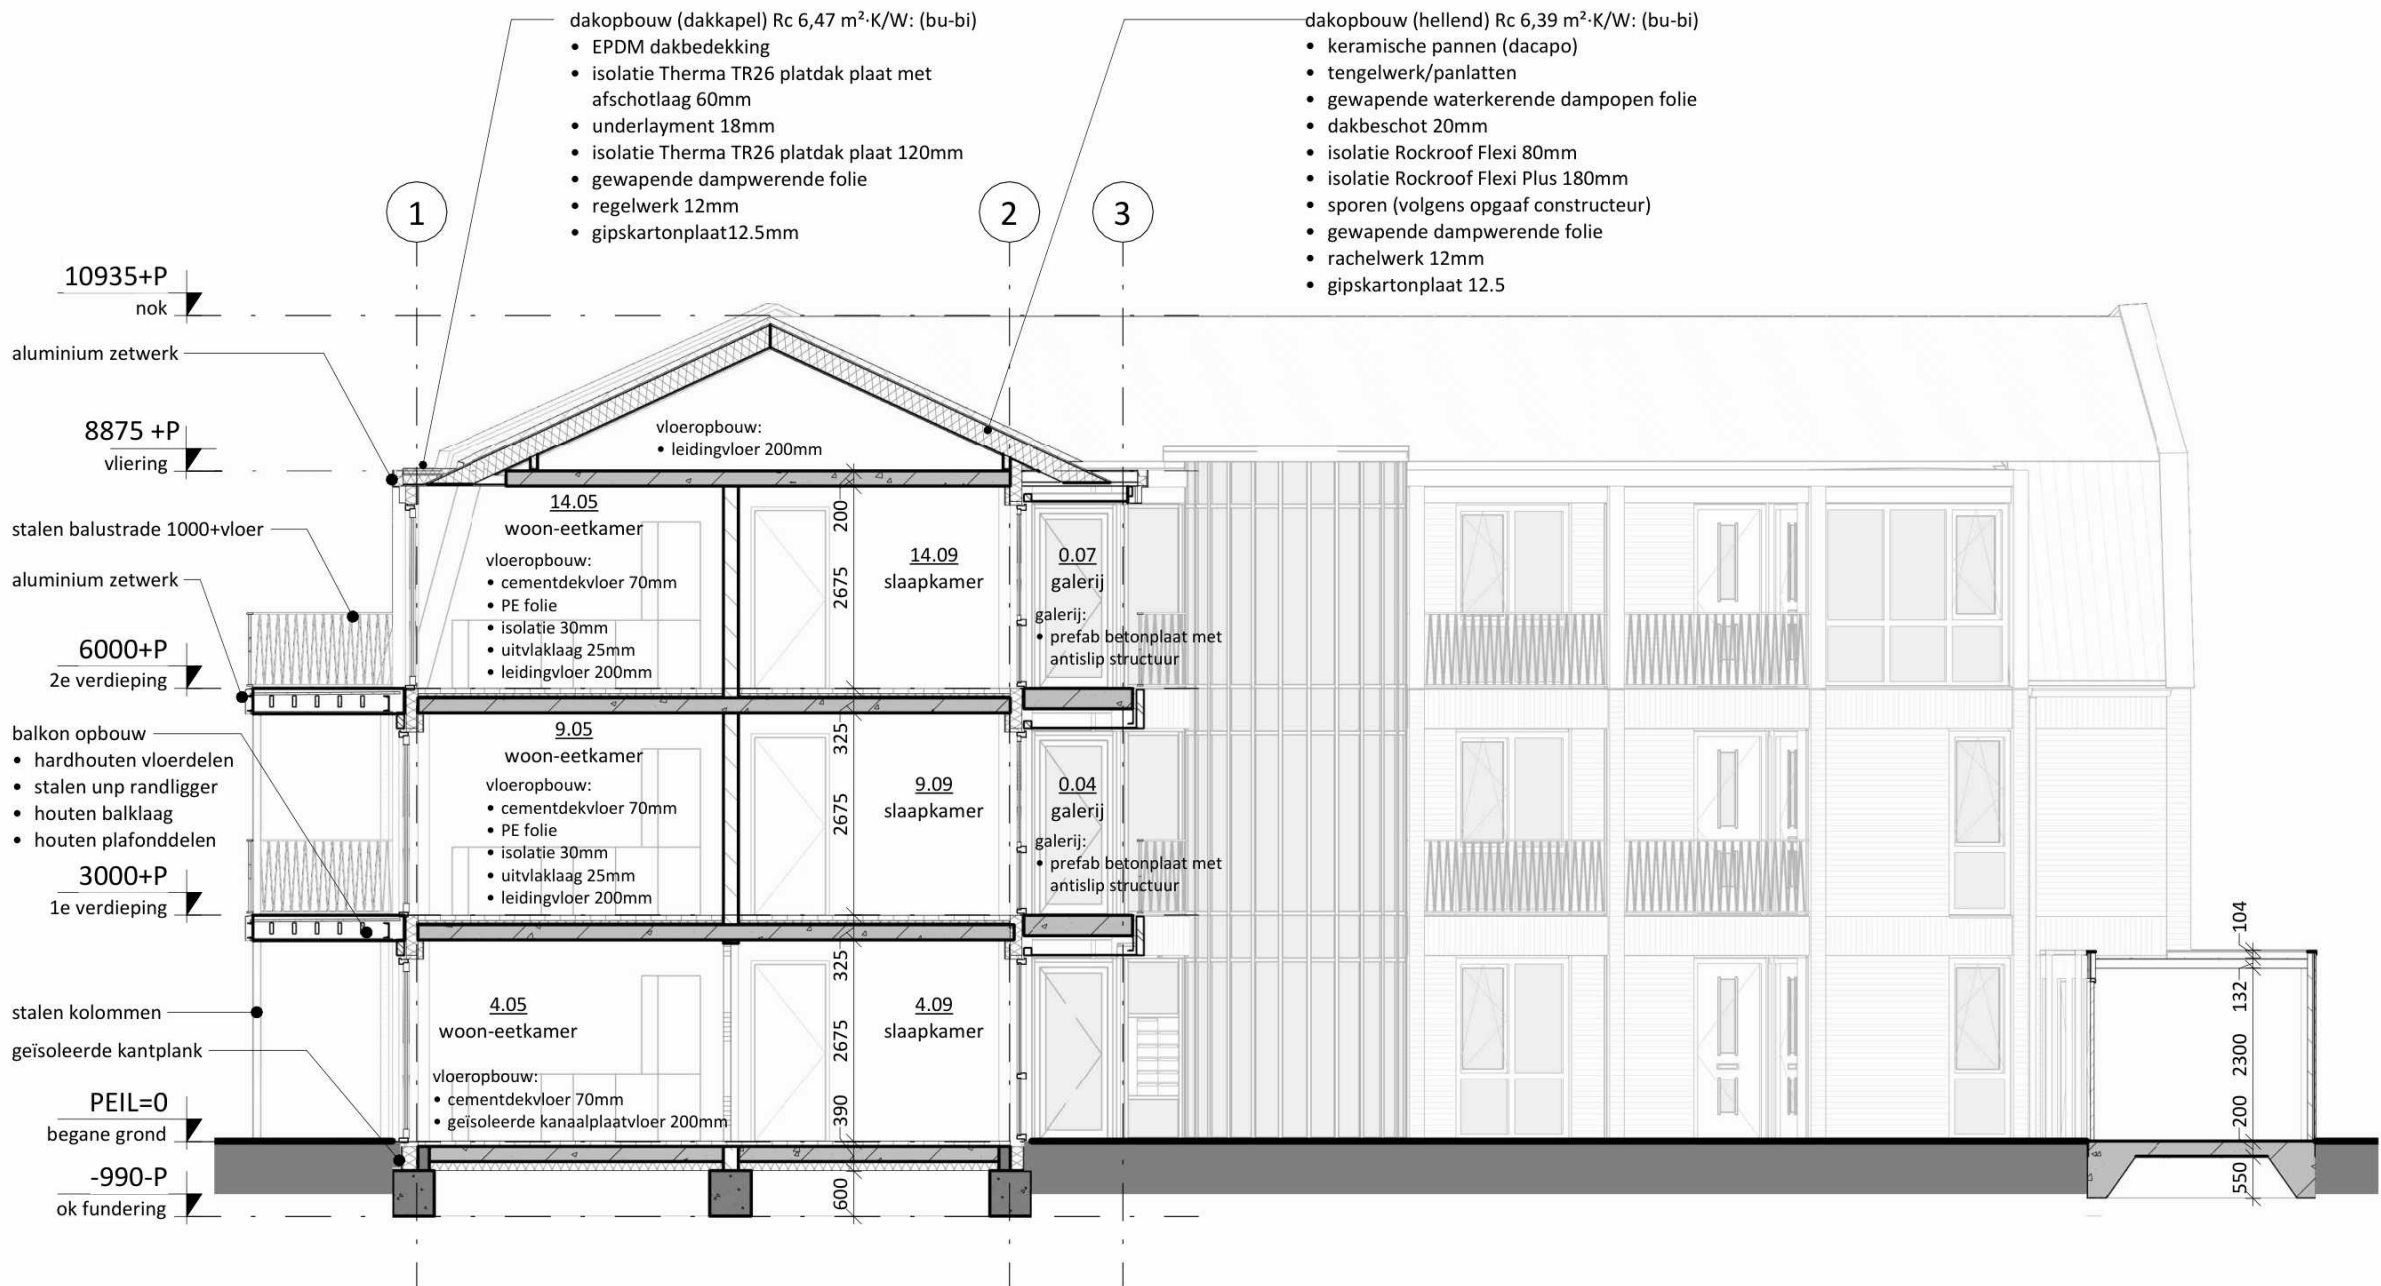 dakopbouw (dakkapel) Rc 6,47 m²·K/W: (bu-bi)
• EPDM dakbedekking
• isolatie Therma TR26 platdak plaat met
afschotlaag 60mm
• underlayment 18mm
• isolatie Therma TR26 platdak plaat 120mm
• gewapende dampwerende folie
• regelwerk 12mm
• gipskartonplaat12.5mm
dakopbouw (hellend) Rc 6,39 m²·K/W: (bu-bi)
• keramische pannen (dacapo)
• tengelwerk/panlatten
• gewapende waterkerende dampopen folie
• dakbeschot 20mm
• isolatie Rockroof Flexi 80mm
• isolatie Rockroof Flexi Plus 180mm
• sporen (volgens opgaaf constructeur)
• gewapende dampwerende folie
• rachelwerk 12mm
• gipskartonplaat 12.5
1
2
3
10935+P
nok
aluminium zetwerk
8875 +P
vliering
stalen balustrade 1000+vloer
aluminium zetwerk
6000+P
2e verdieping
balkon opbouw
• hardhouten vloerdelen
• stalen unp randligger
• houten balklaag
• houten plafonddelen
3000+P
1e verdieping
stalen kolommen
geïsoleerde kantplank
PEIL=0
begane grond
-990-P
ok fundering
vloeropbouw:
• leidingvloer 200mm
14.05
woon-eetkamer
vloeropbouw:
• cementdekvloer 70mm
• PE folie
• isolatie 30mm
• uitvlaklaag 25mm
• leidingvloer 200mm
200
2675
14.09
slaapkamer
0.07
galerij
galerij:
• prefab betonplaat met
antislip structuur
9.05
woon-eetkamer
vloeropbouw:
• cementdekvloer 70mm
• PE folie
• isolatie 30mm
• uitvlaklaag 25mm
• leidingvloer 200mm
325
2675
9.09
slaapkamer
0.04
galerij
galerij:
• prefab betonplaat met
antislip structuur
4.05
woon-eetkamer
vloeropbouw:
• cementdekvloer 70mm
• geïsoleerde kanaalplaatvloer 200mm
325
2675
390
600
4.09
slaapkamer
104
132
2300
200
550